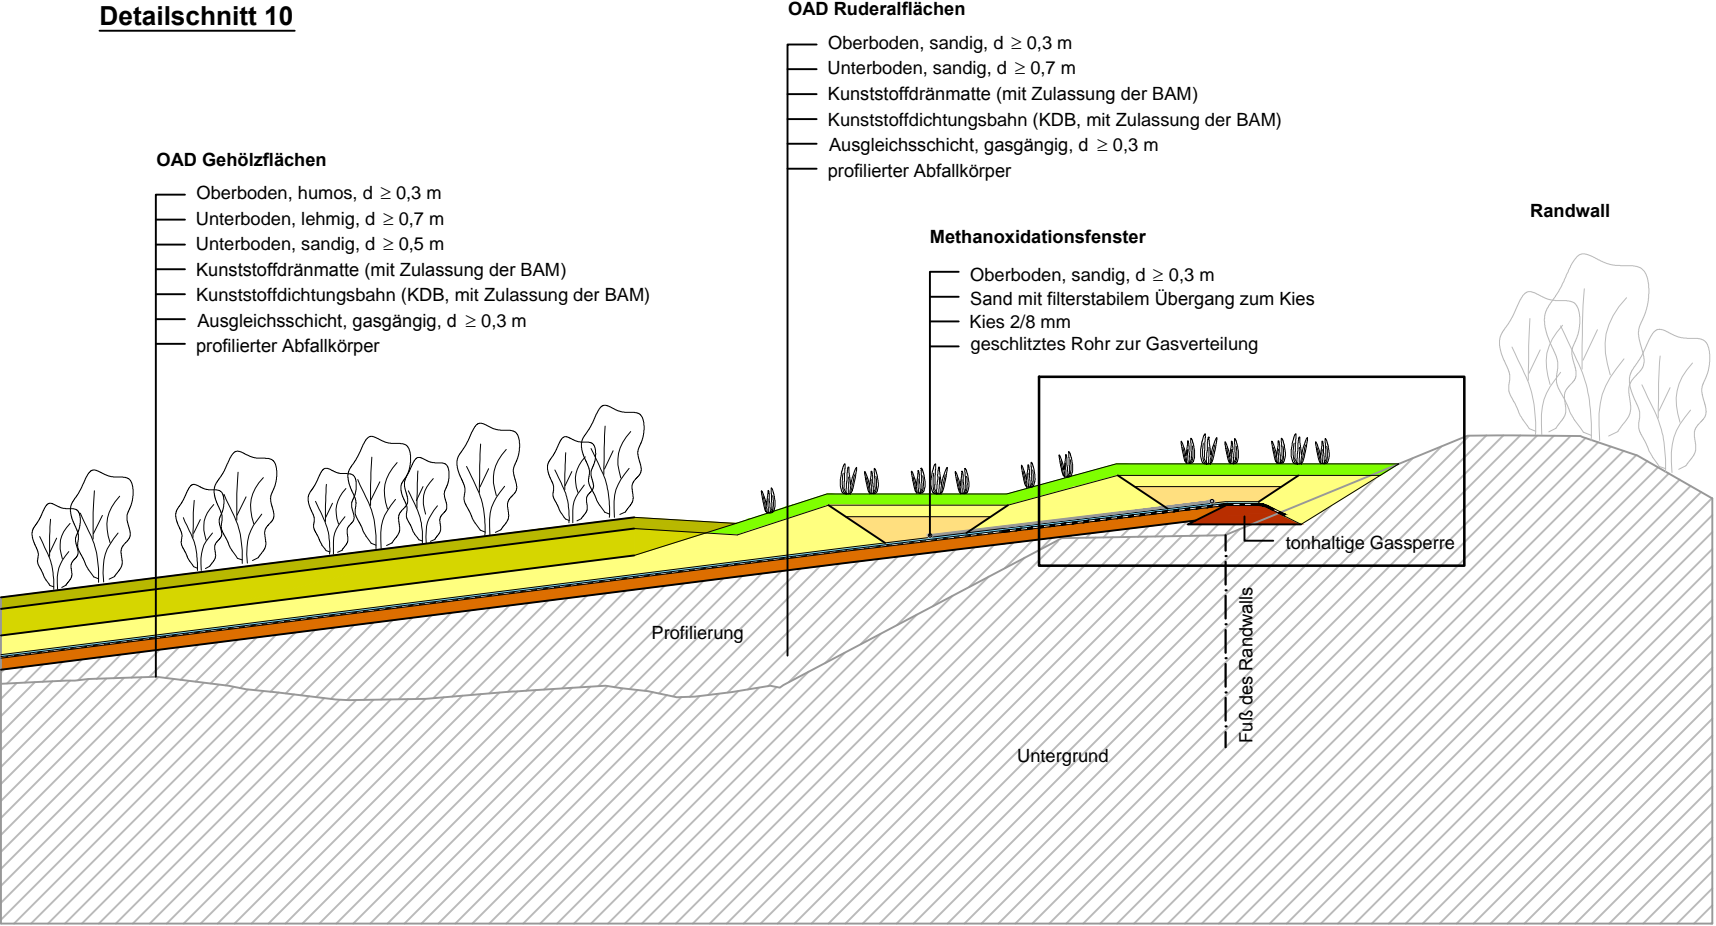 Detailschnitt 10
OAD Ruderalflächen
Oberboden, sandig, d ≥ 0,3 m
Unterboden, sandig, d ≥ 0,7 m
Kunststoffdränmatte (mit Zulassung der BAM)
Kunststoffdichtungsbahn (KDB, mit Zulassung der BAM)
Ausgleichsschicht, gasgängig, d ≥ 0,3 m
profilierter Abfallkörper
OAD Gehölzflächen
Oberboden, humos, d ≥ 0,3 m
Unterboden, lehmig, d ≥ 0,7 m
Unterboden, sandig, d ≥ 0,5 m
Kunststoffdränmatte (mit Zulassung der BAM)
Kunststoffdichtungsbahn (KDB, mit Zulassung der BAM)
Ausgleichsschicht, gasgängig, d ≥ 0,3 m
profilierter Abfallkörper
Methanoxidationsfenster
Oberboden, sandig, d ≥ 0,3 m
Sand mit filterstabilem Übergang zum Kies
Kies 2/8 mm
geschlitztes Rohr zur Gasverteilung
Randwall
tonhaltige Gassperre
Profilierung
Fuß des Randwalls
Untergrund